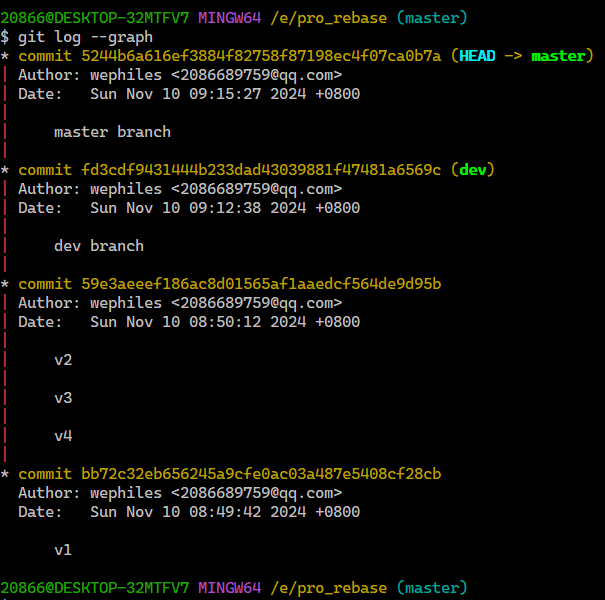 20866@DESKTOP-32MTFV7 MINGW64 /e/pro_rebase (master)
$ git log --graph
* commit 5244b6a616ef3884f82758f87198ec4f07ca0b7a (HEAD -> master)
| Author: wephiles <2086689759@qq.com>
| Date:   Sun Nov 10 09:15:27 2024 +0800
|
|     master branch
|
* commit fd3cdf9431444b233dad43039881f47481a6569c (dev)
| Author: wephiles <2086689759@qq.com>
| Date:   Sun Nov 10 09:12:38 2024 +0800
|
|     dev branch
|
* commit 59e3aeeef186ac8d01565af1aaedcf564de9d95b
| Author: wephiles <2086689759@qq.com>
| Date:   Sun Nov 10 08:50:12 2024 +0800
|
|     v2
|
|     v3
|
|     v4
|
* commit bb72c32eb656245a9cfe0ac03a487e5408cf28cb
  Author: wephiles <2086689759@qq.com>
  Date:   Sun Nov 10 08:49:42 2024 +0800

      v1

20866@DESKTOP-32MTFV7 MINGW64 /e/pro_rebase (master)